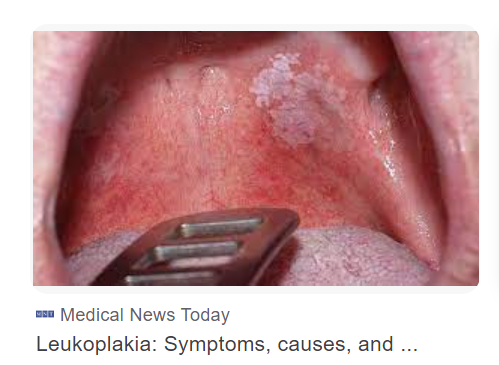 Medical News Today
Leukoplakia: Symptoms, causes, and ...